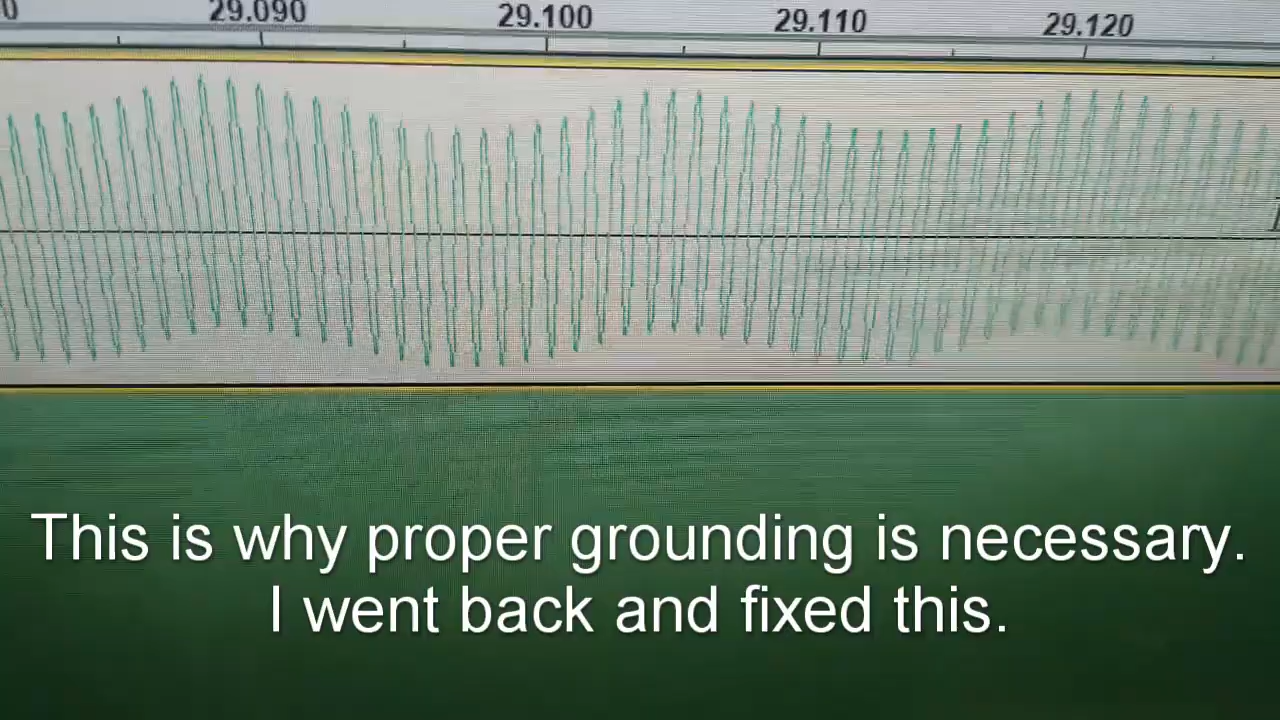 29.090 29.100 29.110 29.120
This is why proper grounding is necessary.
I went back and fixed this.